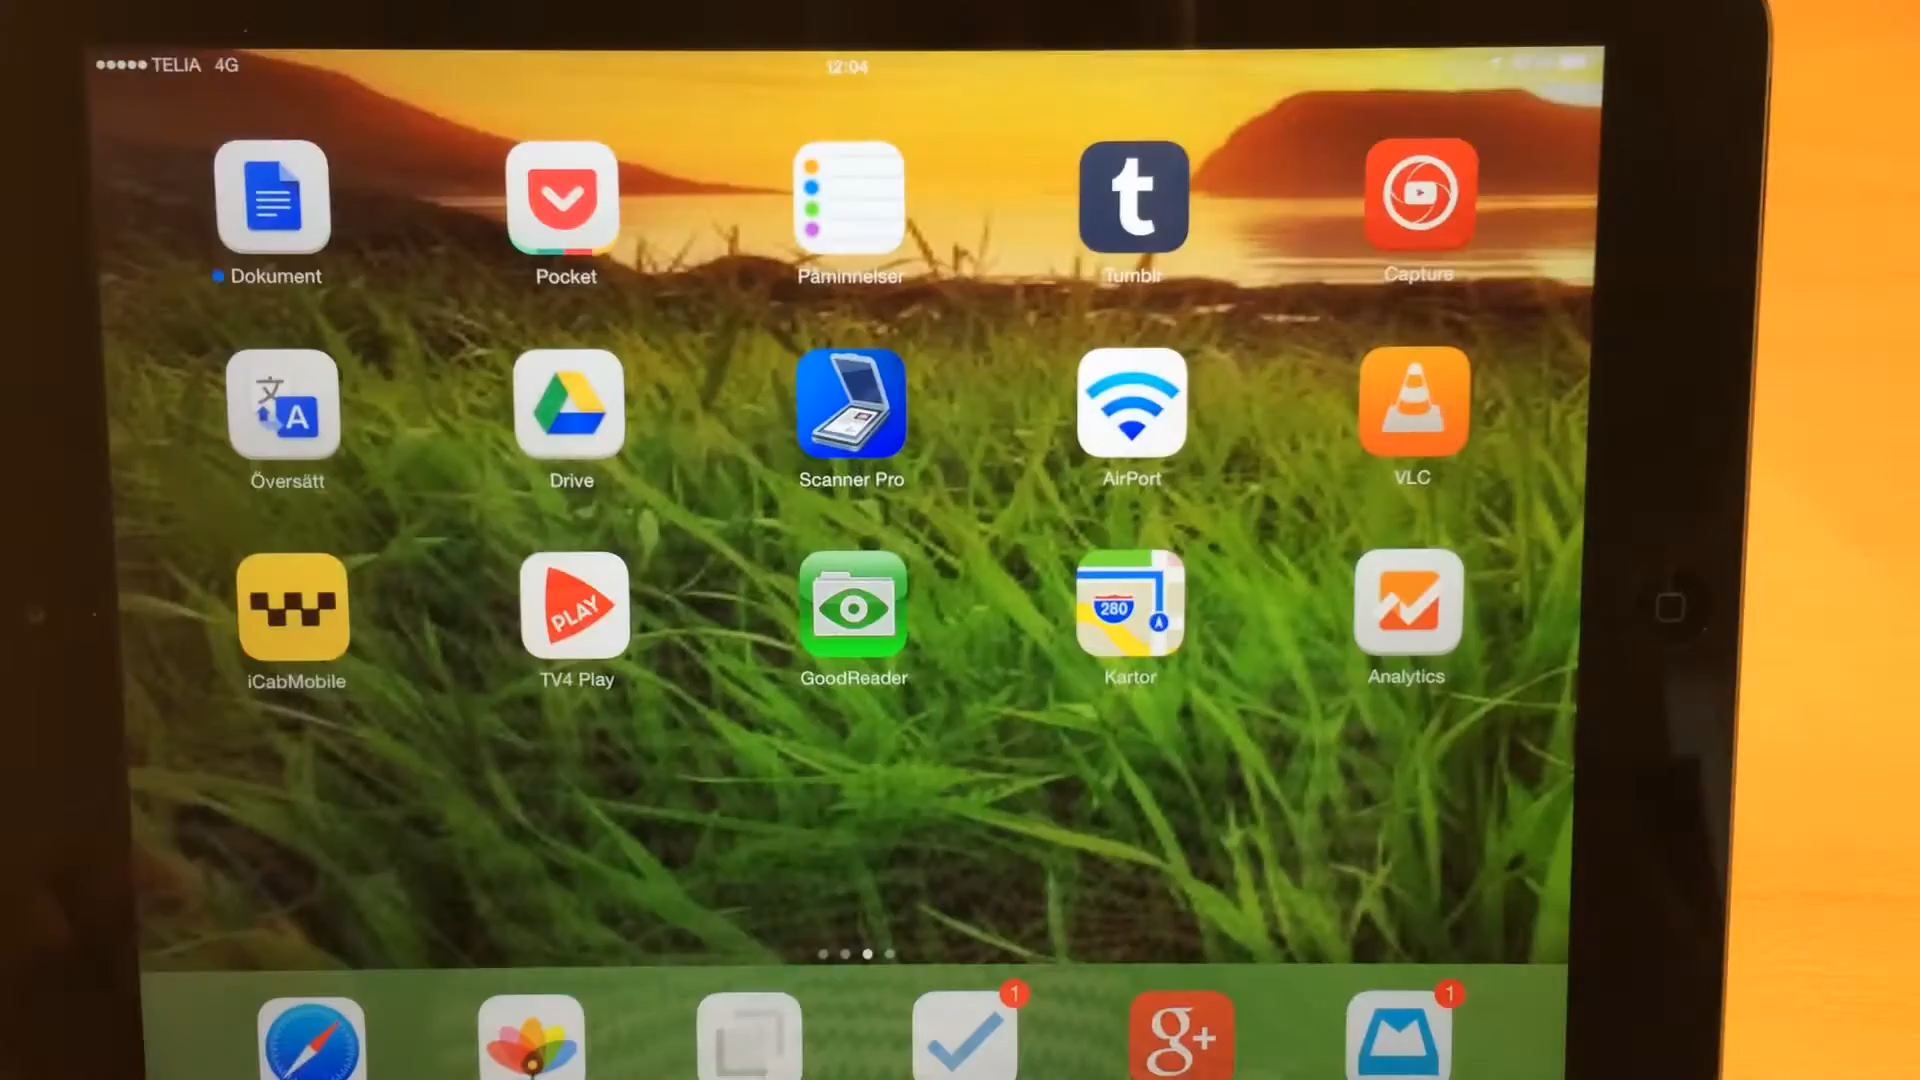 TELIA 4G
12:04
t
Dokument
Pocket
Påminnelser
Tumblr
Capture
文
A
Översätt
Drive
Scanner Pro
AirPort
VLC
PLAY
280
A
iCabMobile
TV4 Play
GoodReader
Kartor
Analytics
1
1
g+